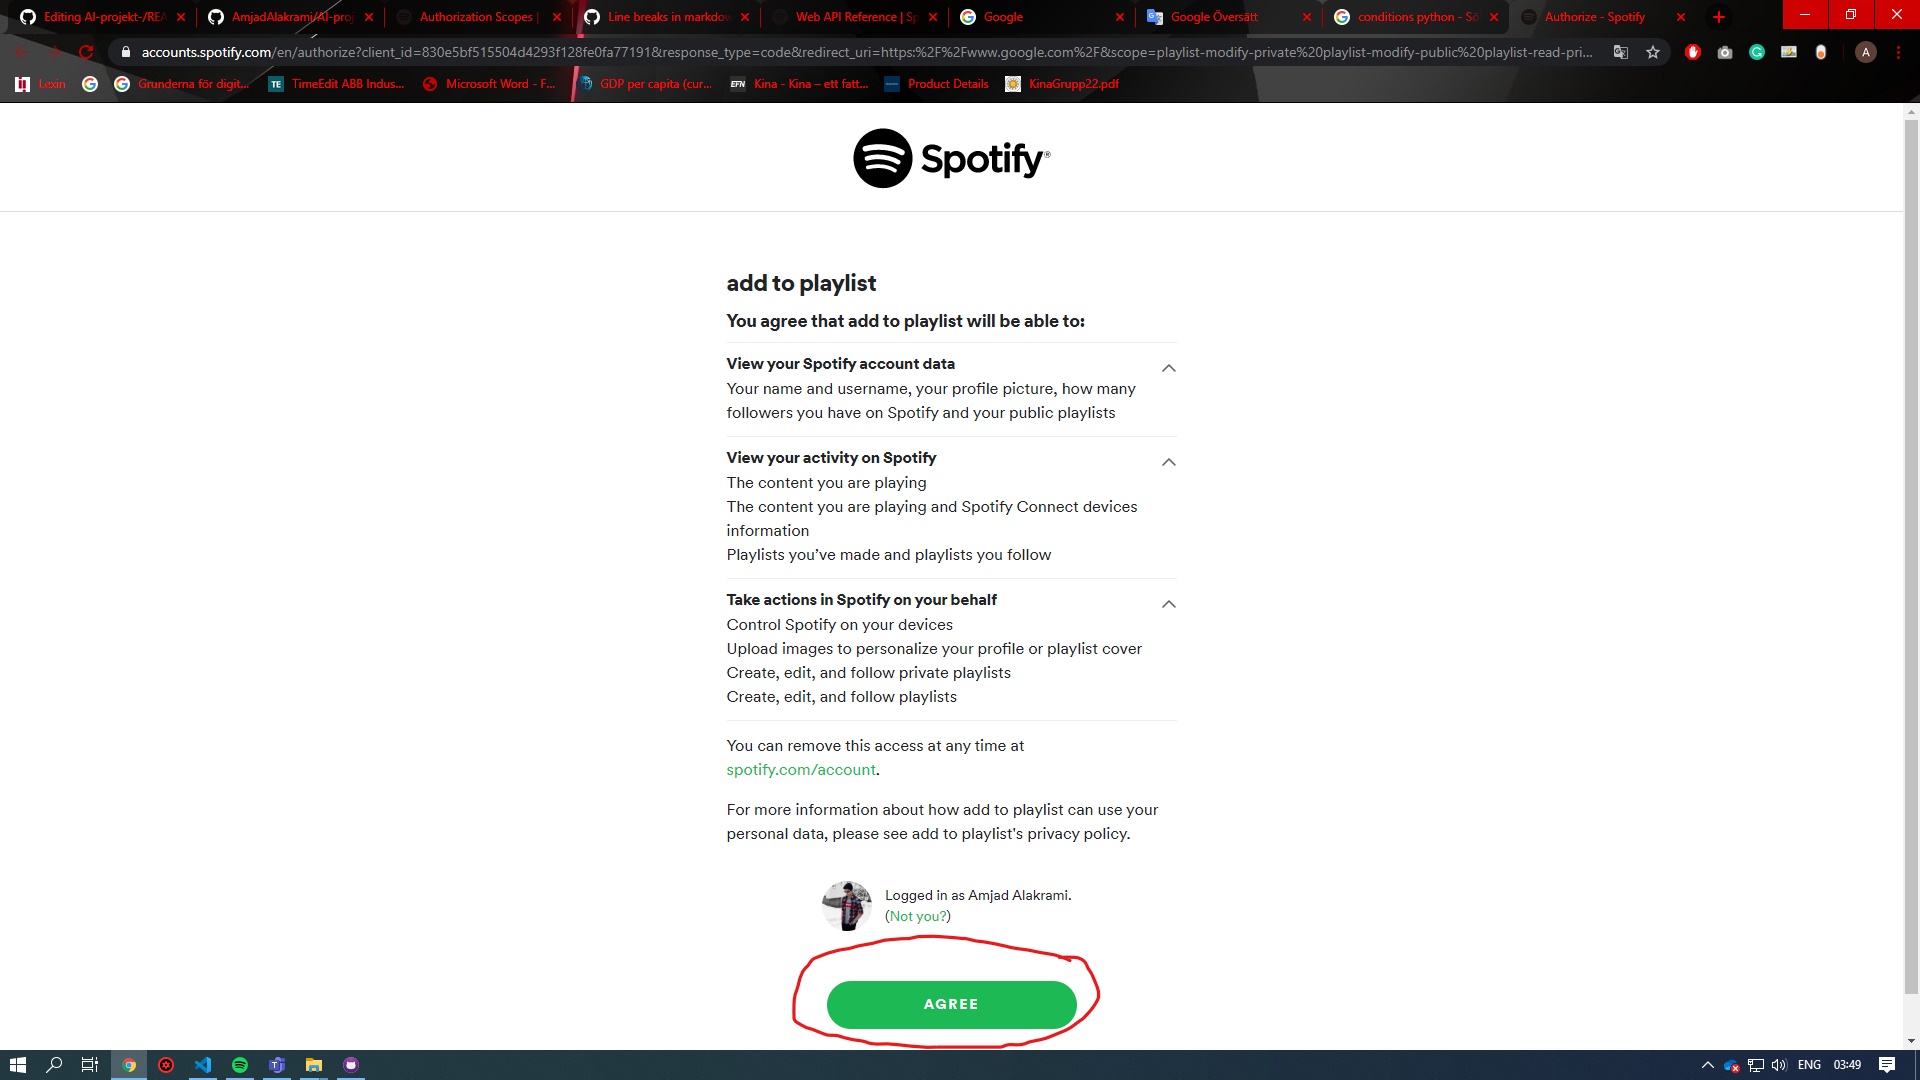 Editing AI-projekt-/REA
AmjadAlakrami/AI-proj
Authorization Scopes |
Line breaks in markdow
Web API Reference | Sp
Google
Google Översätt
conditions python - Sö
Authorize - Spotify
accounts.spotify.com/en/authorize?client_id=830e5bf515504d4293f128fe0fa77191&response_type=code&redirect_uri=https:%2F%2Fwww.google.com%2F&scope=playlist-modify-private%20playlist-modify-public%20playlist-read-pri...
Lexin
Grunderna för digit...
TE TimeEdit ABB Indus...
Microsoft Word - F...
GDP per capita (cur...
EFN Kina - Kina – ett fatt...
Product Details
KinaGrupp22.pdf
A
Spotify®
add to playlist
You agree that add to playlist will be able to:
View your Spotify account data
Your name and username, your profile picture, how many
followers you have on Spotify and your public playlists
View your activity on Spotify
The content you are playing
The content you are playing and Spotify Connect devices
information
Playlists you’ve made and playlists you follow
Take actions in Spotify on your behalf
Control Spotify on your devices
Upload images to personalize your profile or playlist cover
Create, edit, and follow private playlists
Create, edit, and follow playlists
You can remove this access at any time at
spotify.com/account.
For more information about how add to playlist can use your
personal data, please see add to playlist's privacy policy.
Logged in as Amjad Alakrami.
(Not you?)
AGREE
ENG
03:49